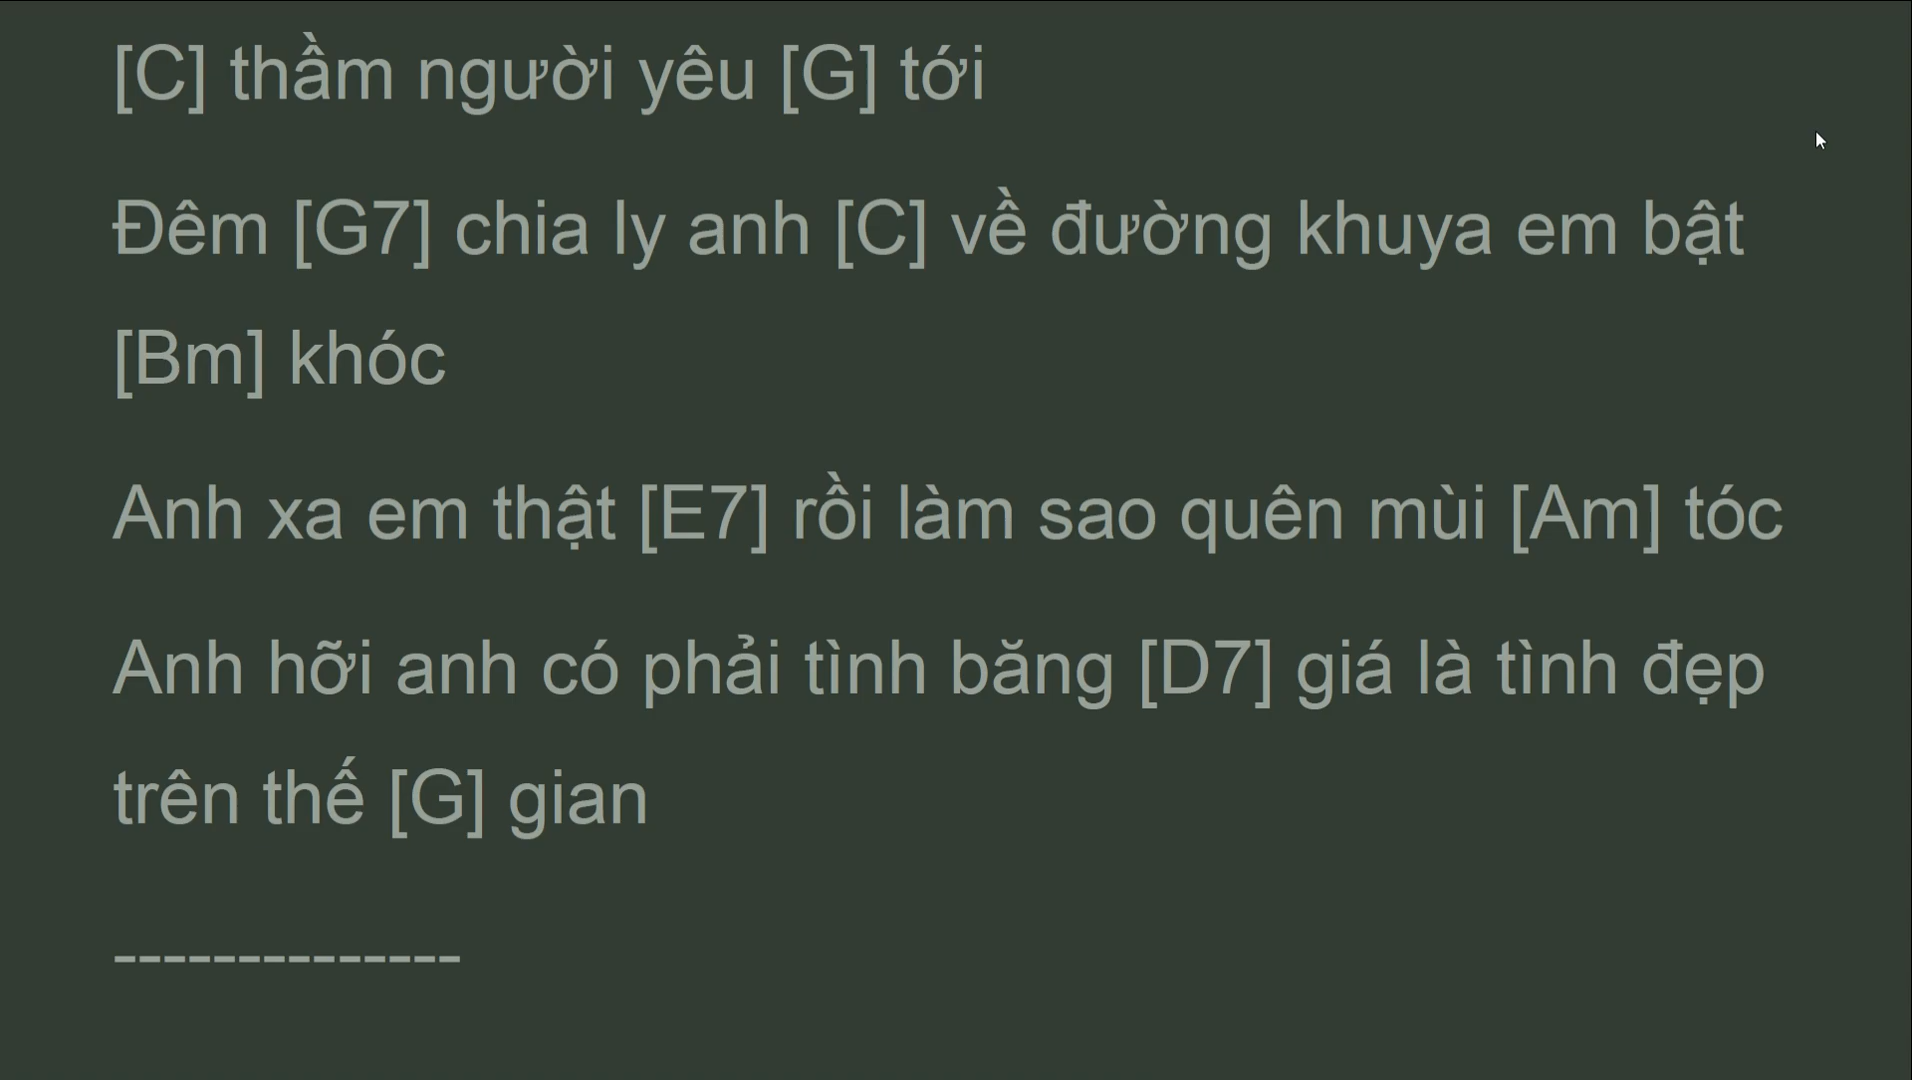 [C] thầm người yêu [G] tới
Đêm [G7] chia ly anh [C] về đường khuya em bật
[Bm] khóc
Anh xa em thật [E7] rồi làm sao quên mùi [Am] tóc
Anh hỡi anh có phải tình băng [D7] giá là tình đẹp
trên thế [G] gian
--------------